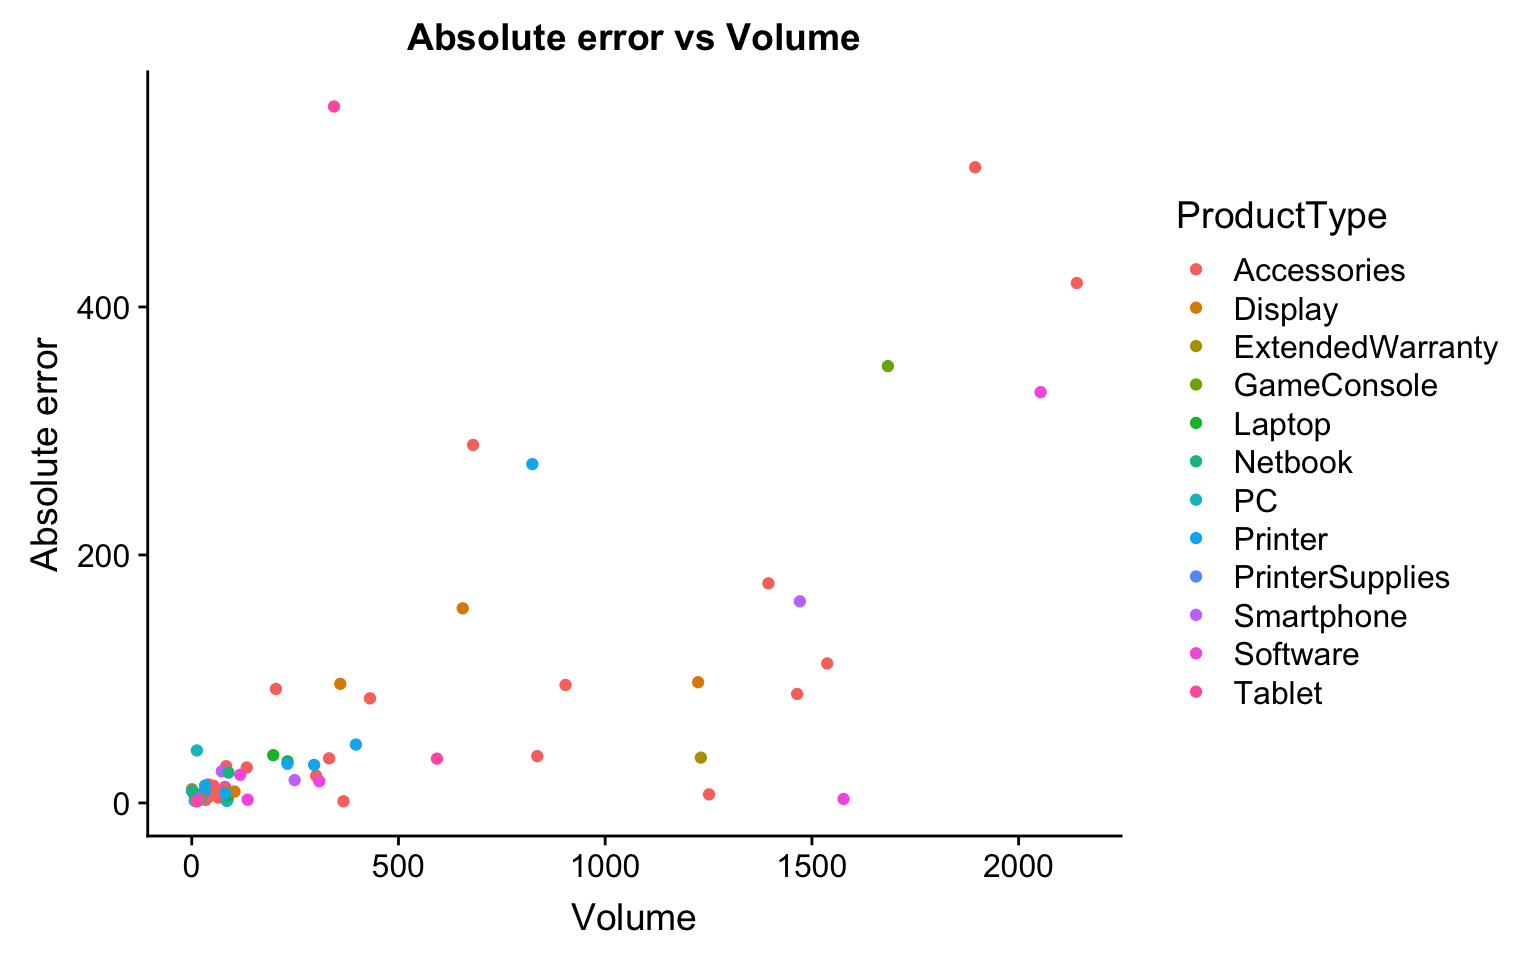 Absolute error vs Volume
Absolute error
400
200
0
0 500 1000 1500 2000
Volume
ProductType
Accessories
Display
ExtendedWarranty
GameConsole
Laptop
Netbook
PC
Printer
PrinterSupplies
Smartphone
Software
Tablet